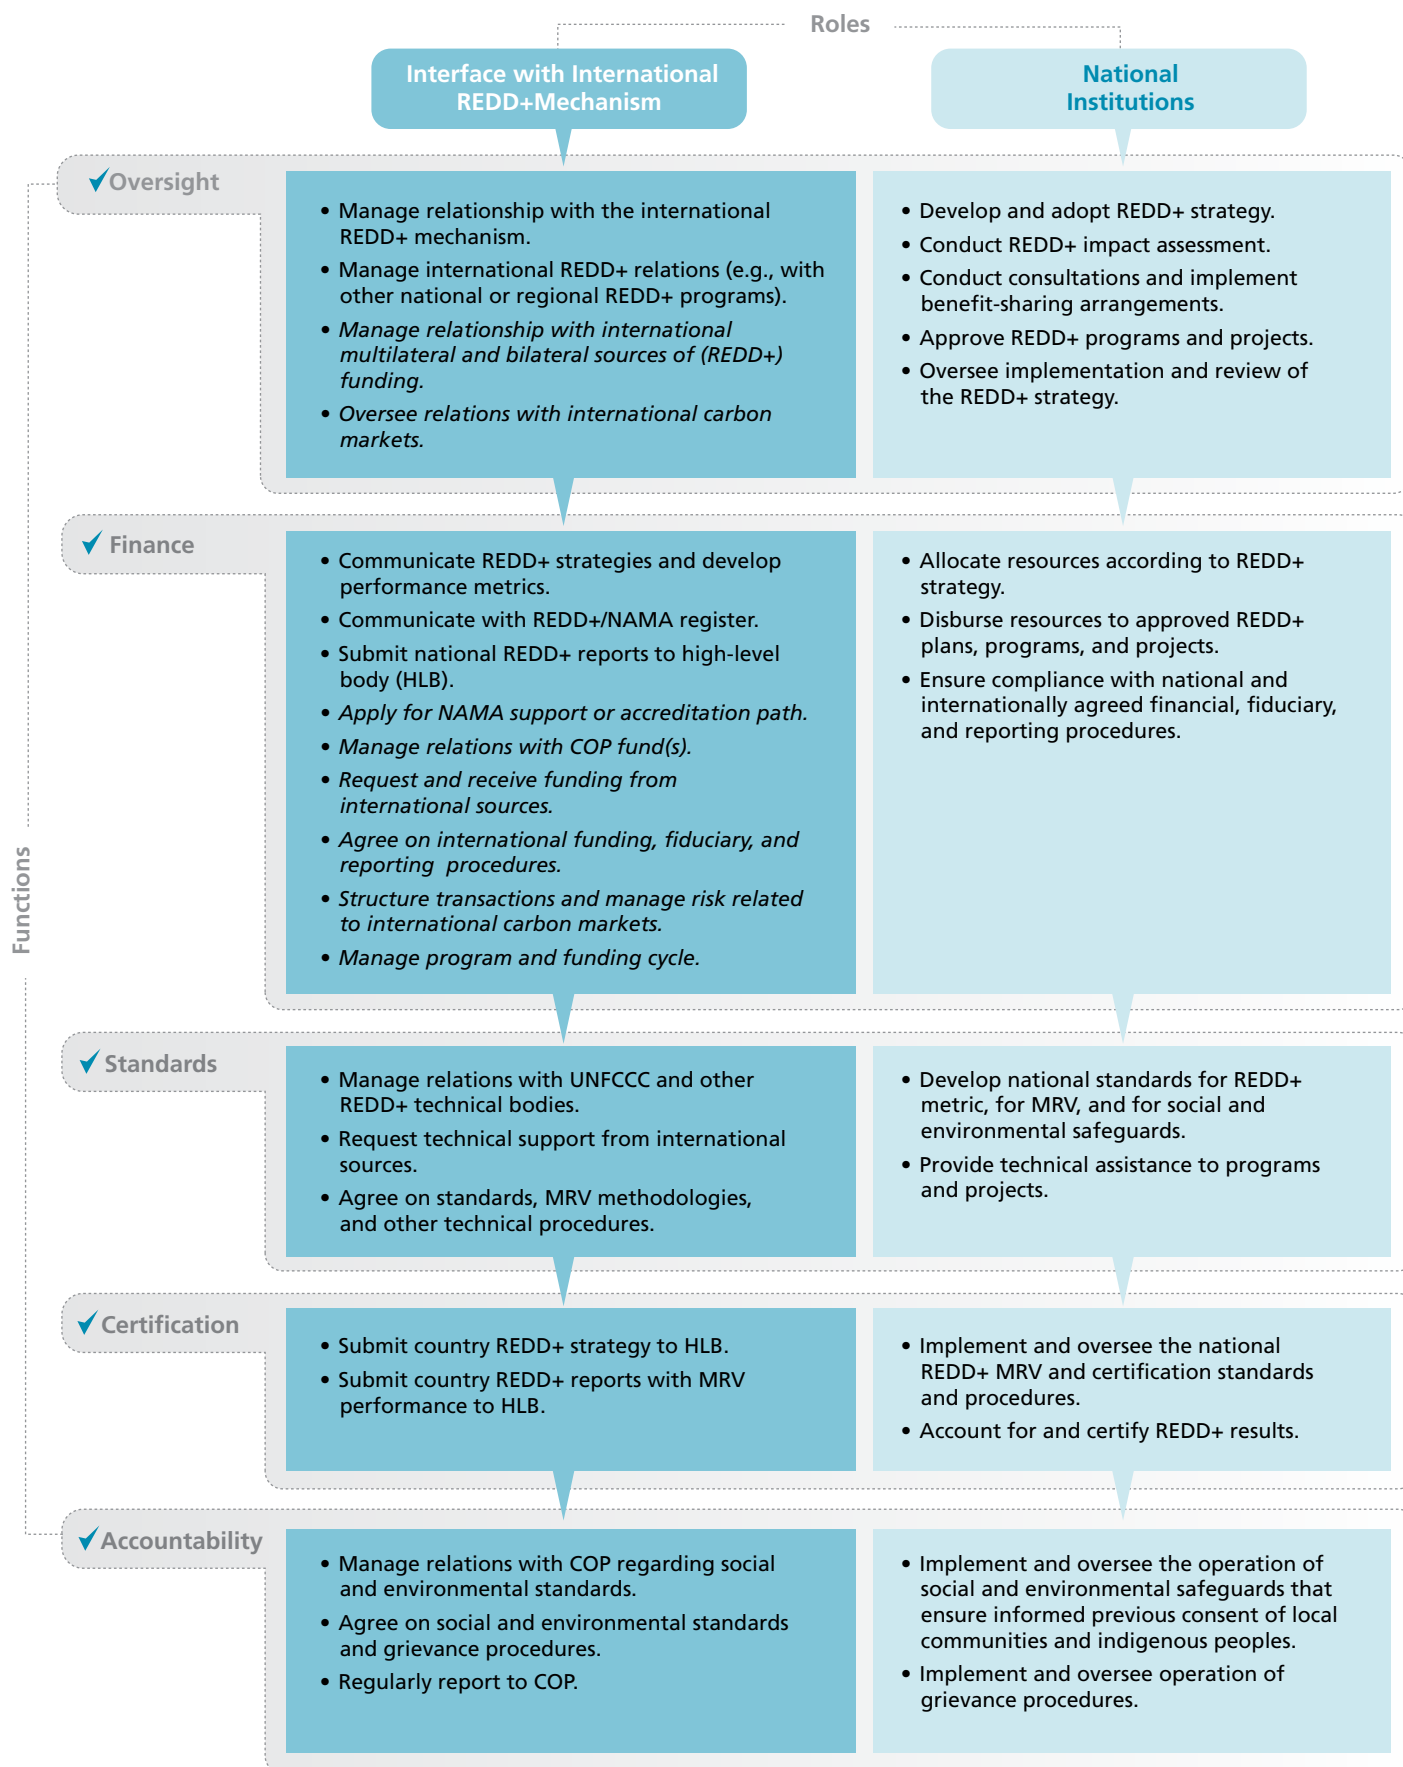 Roles
Interface with International
REDD+Mechanism
National
Institutions
Functions
Oversight
• Manage relationship with the international
REDD+ mechanism.
• Manage international REDD+ relations (e.g., with
other national or regional REDD+ programs).
• Manage relationship with international
multilateral and bilateral sources of (REDD+)
funding.
• Oversee relations with international carbon
markets.
• Develop and adopt REDD+ strategy.
• Conduct REDD+ impact assessment.
• Conduct consultations and implement
benefit-sharing arrangements.
• Approve REDD+ programs and projects.
• Oversee implementation and review of
the REDD+ strategy.
Finance
• Communicate REDD+ strategies and develop
performance metrics.
• Communicate with REDD+/NAMA register.
• Submit national REDD+ reports to high-level
body (HLB).
• Apply for NAMA support or accreditation path.
• Manage relations with COP fund(s).
• Request and receive funding from
international sources.
• Agree on international funding, fiduciary, and
reporting procedures.
• Structure transactions and manage risk related
to international carbon markets.
• Manage program and funding cycle.
• Allocate resources according to REDD+
strategy.
• Disburse resources to approved REDD+
plans, programs, and projects.
• Ensure compliance with national and
internationally agreed financial, fiduciary,
and reporting procedures.
Standards
• Manage relations with UNFCCC and other
REDD+ technical bodies.
• Request technical support from international
sources.
• Agree on standards, MRV methodologies,
and other technical procedures.
• Develop national standards for REDD+
metric, for MRV, and for social and
environmental safeguards.
• Provide technical assistance to programs
and projects.
Certification
• Submit country REDD+ strategy to HLB.
• Submit country REDD+ reports with MRV
performance to HLB.
• Implement and oversee the national
REDD+ MRV and certification standards
and procedures.
• Account for and certify REDD+ results.
Accountability
• Manage relations with COP regarding social
and environmental standards.
• Agree on social and environmental standards
and grievance procedures.
• Regularly report to COP.
• Implement and oversee the operation of
social and environmental safeguards that
ensure informed previous consent of local
communities and indigenous peoples.
• Implement and oversee operation of
grievance procedures.